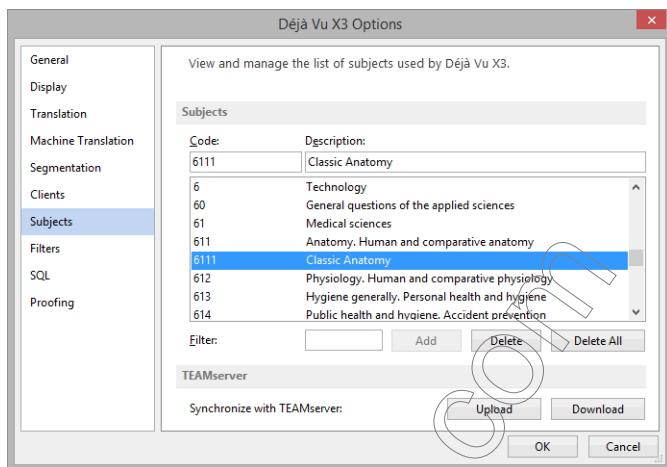 Déjà Vu X3 Options
General
Display
Translation
Machine Translation
Segmentation
Clients
Subjects
Filters
SQL
Proofing
View and manage the list of subjects used by Déjà Vu X3.
Subjects
Code: Description:
6111 Classic Anatomy
6 Technology
60 General questions of the applied sciences
61 Medical sciences
611 Anatomy. Human and comparative anatomy
6111 Classic Anatomy
612 Physiology. Human and comparative physiology
613 Hygiene generally. Personal health and hygiene
614 Public health and hygiene. Accident prevention
Filter: Add Delete Delete All
TEAMserver
Synchronize with TEAMserver: Upload Download
OK Cancel
com